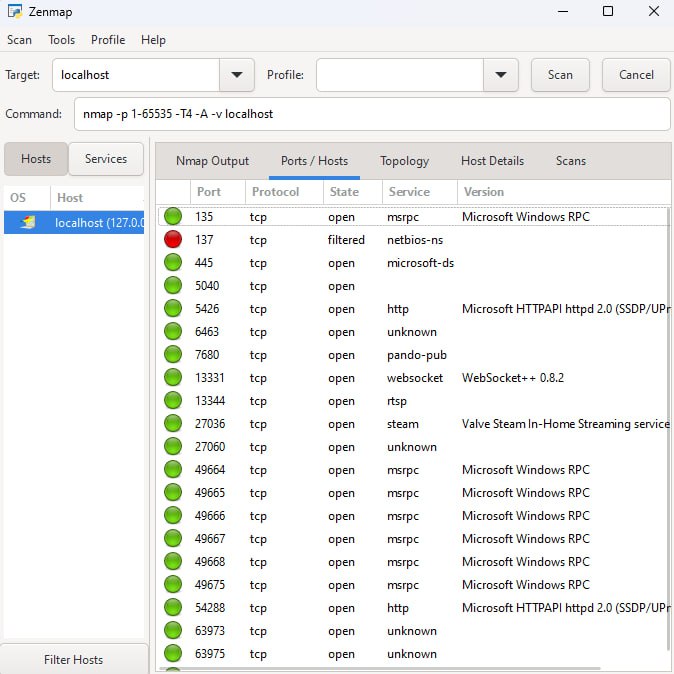 Zenmap
Scan Tools Profile Help
Target: localhost Profile: Scan Cancel
Command: nmap -p 1-65535 -T4 -A -v localhost
Hosts Services Nmap Output Ports / Hosts Topology Host Details Scans
OS Host Port Protocol State Service Version
localhost (127.0.0
135 tcp open msrpc Microsoft Windows RPC
137 tcp filtered netbios-ns
445 tcp open microsoft-ds
5040 tcp open
5426 tcp open http Microsoft HTTPAPI httpd 2.0 (SSDP/UPn
6463 tcp open unknown
7680 tcp open pando-pub
13331 tcp open websocket WebSocket++ 0.8.2
13344 tcp open rtsp
27036 tcp open steam Valve Steam In-Home Streaming service
27060 tcp open unknown
49664 tcp open msrpc Microsoft Windows RPC
49665 tcp open msrpc Microsoft Windows RPC
49666 tcp open msrpc Microsoft Windows RPC
49667 tcp open msrpc Microsoft Windows RPC
49668 tcp open msrpc Microsoft Windows RPC
49675 tcp open msrpc Microsoft Windows RPC
54288 tcp open http Microsoft HTTPAPI httpd 2.0 (SSDP/UPn
63973 tcp open unknown
63975 tcp open unknown
Filter Hosts